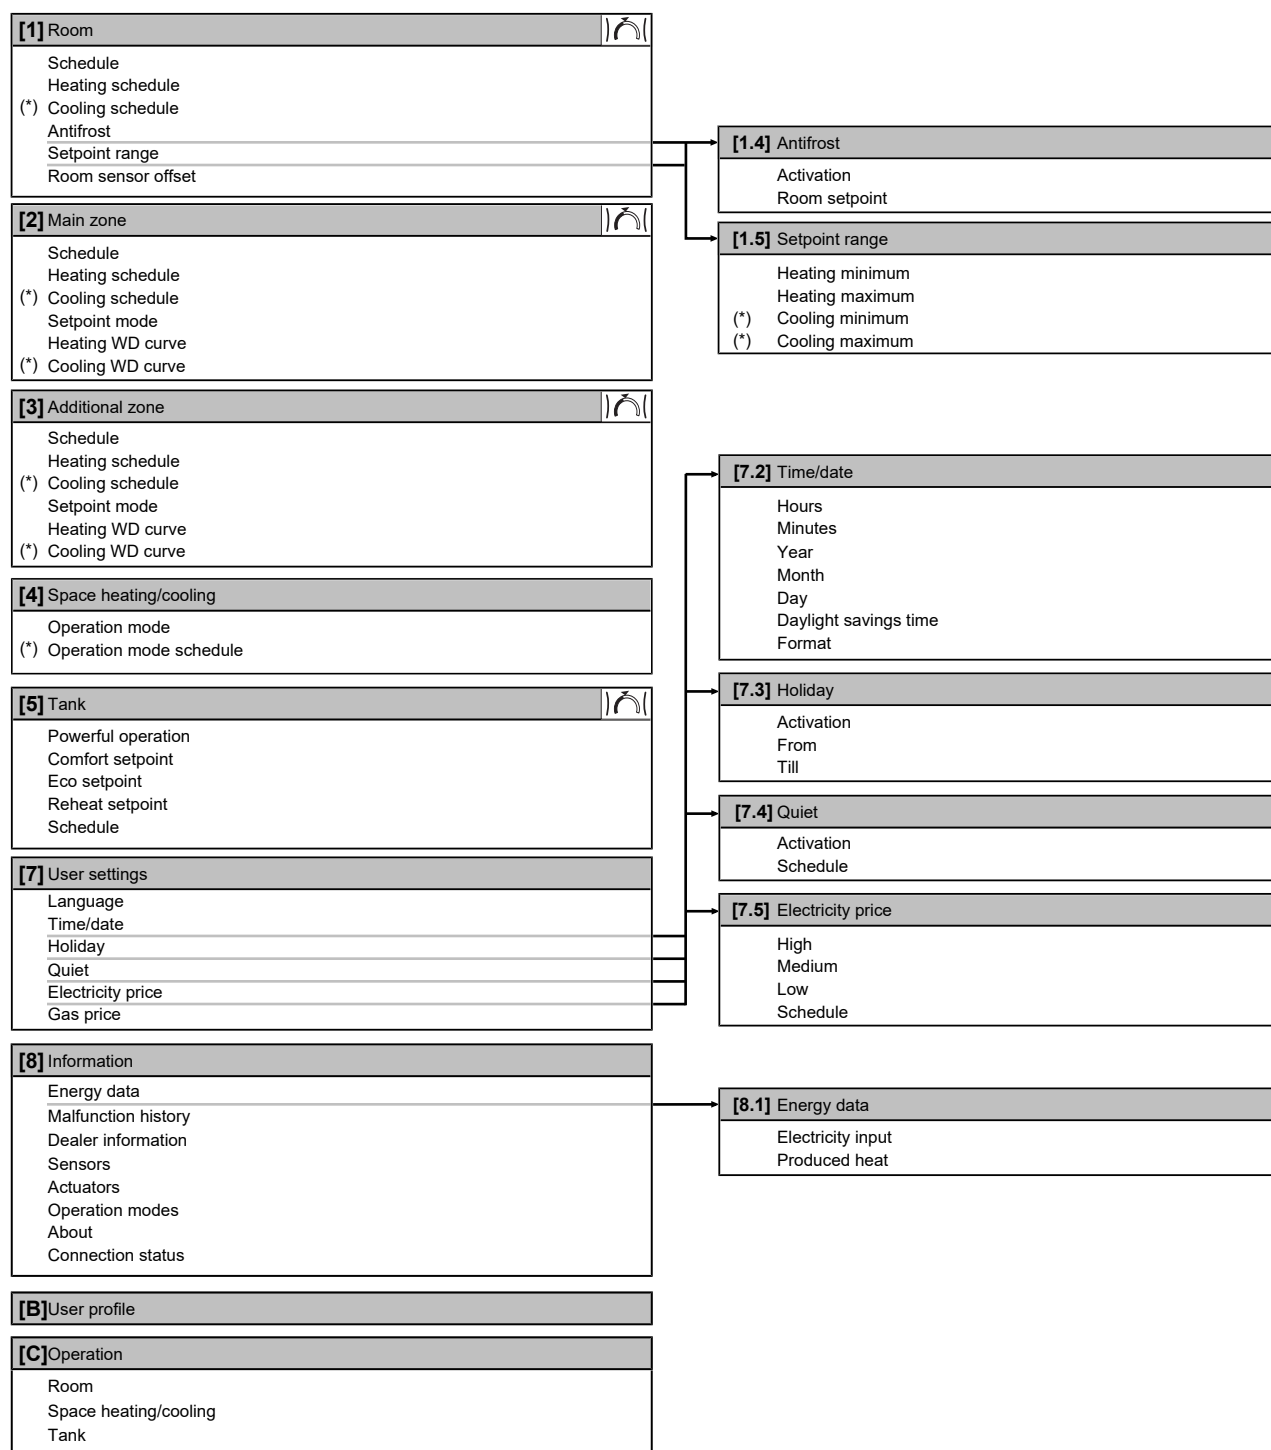 [1] Room
Schedule
Heating schedule
(*) Cooling schedule
Antifrost
Setpoint range
Room sensor offset
[1.4] Antifrost
Activation
Room setpoint
[1.5] Setpoint range
Heating minimum
Heating maximum
(*) Cooling minimum
(*) Cooling maximum
[2] Main zone
Schedule
Heating schedule
(*) Cooling schedule
Setpoint mode
Heating WD curve
(*) Cooling WD curve
[3] Additional zone
Schedule
Heating schedule
(*) Cooling schedule
Setpoint mode
Heating WD curve
(*) Cooling WD curve
[4] Space heating/cooling
Operation mode
(*) Operation mode schedule
[5] Tank
Powerful operation
Comfort setpoint
Eco setpoint
Reheat setpoint
Schedule
[7] User settings
Language
Time/date
Holiday
Quiet
Electricity price
Gas price
[7.2] Time/date
Hours
Minutes
Year
Month
Day
Daylight savings time
Format
[7.3] Holiday
Activation
From
Till
[7.4] Quiet
Activation
Schedule
[7.5] Electricity price
High
Medium
Low
Schedule
[8] Information
Energy data
Malfunction history
Dealer information
Sensors
Actuators
Operation modes
About
Connection status
[8.1] Energy data
Electricity input
Produced heat
[B] User profile
[C] Operation
Room
Space heating/cooling
Tank